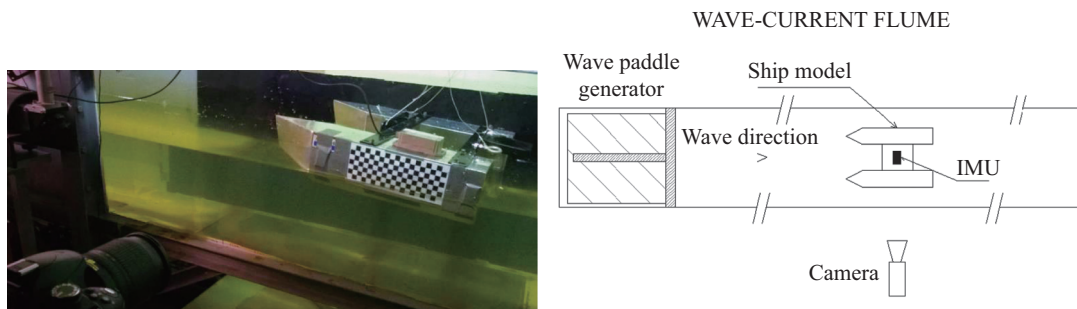 WAVE-CURRENT FLUME
Wave paddle
generator
Ship model
Wave direction
IMU
Camera